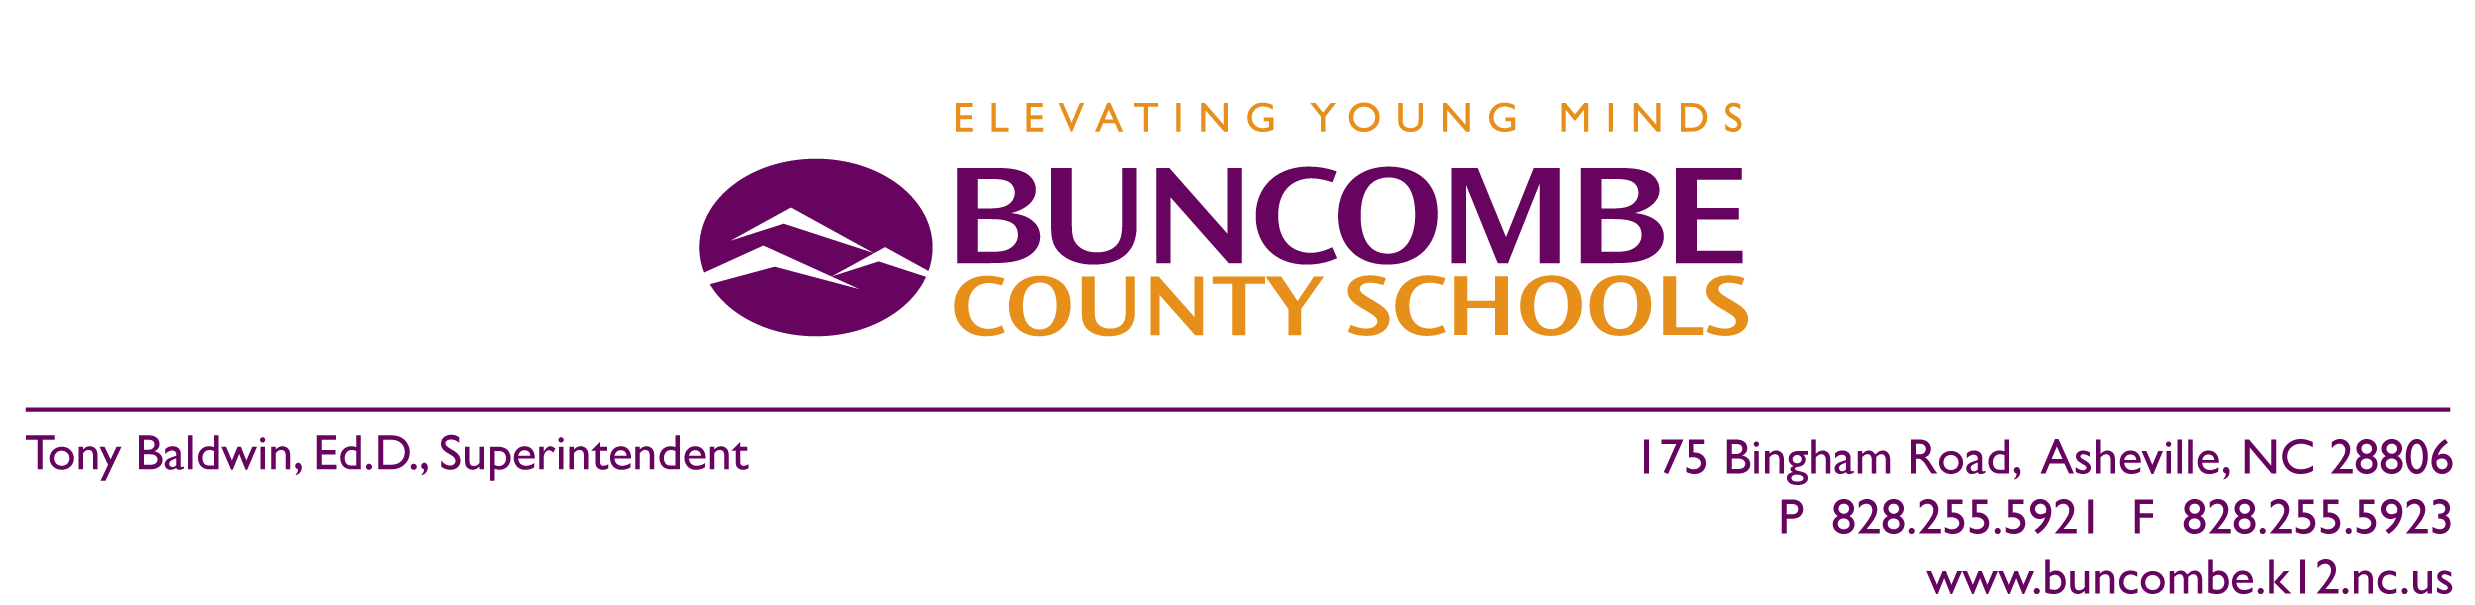 ELEVATING YOUNG MINDS
BUNCOMBE
COUNTY SCHOOLS
Tony Baldwin, Ed.D., Superintendent
175 Bingham Road, Asheville, NC 28806
P 828.255.5921 F 828.255.5923
www.buncombe.k12.nc.us